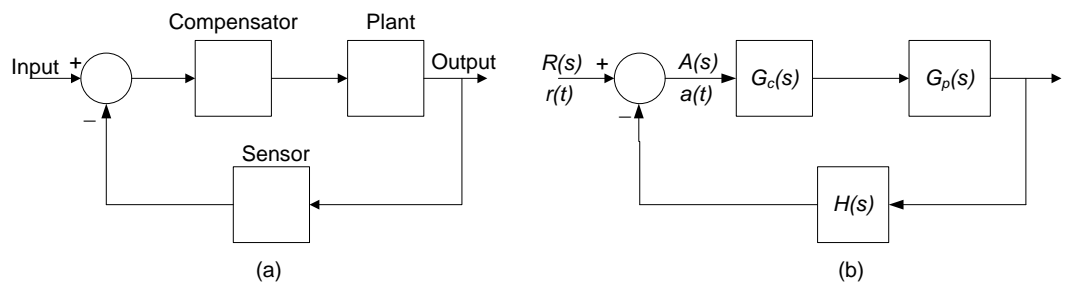 Compensator
Plant
Input
+
Output
–
Sensor
(a)
R(s)
r(t)
+
A(s)
a(t)
Gc(s)
Gp(s)
–
H(s)
(b)